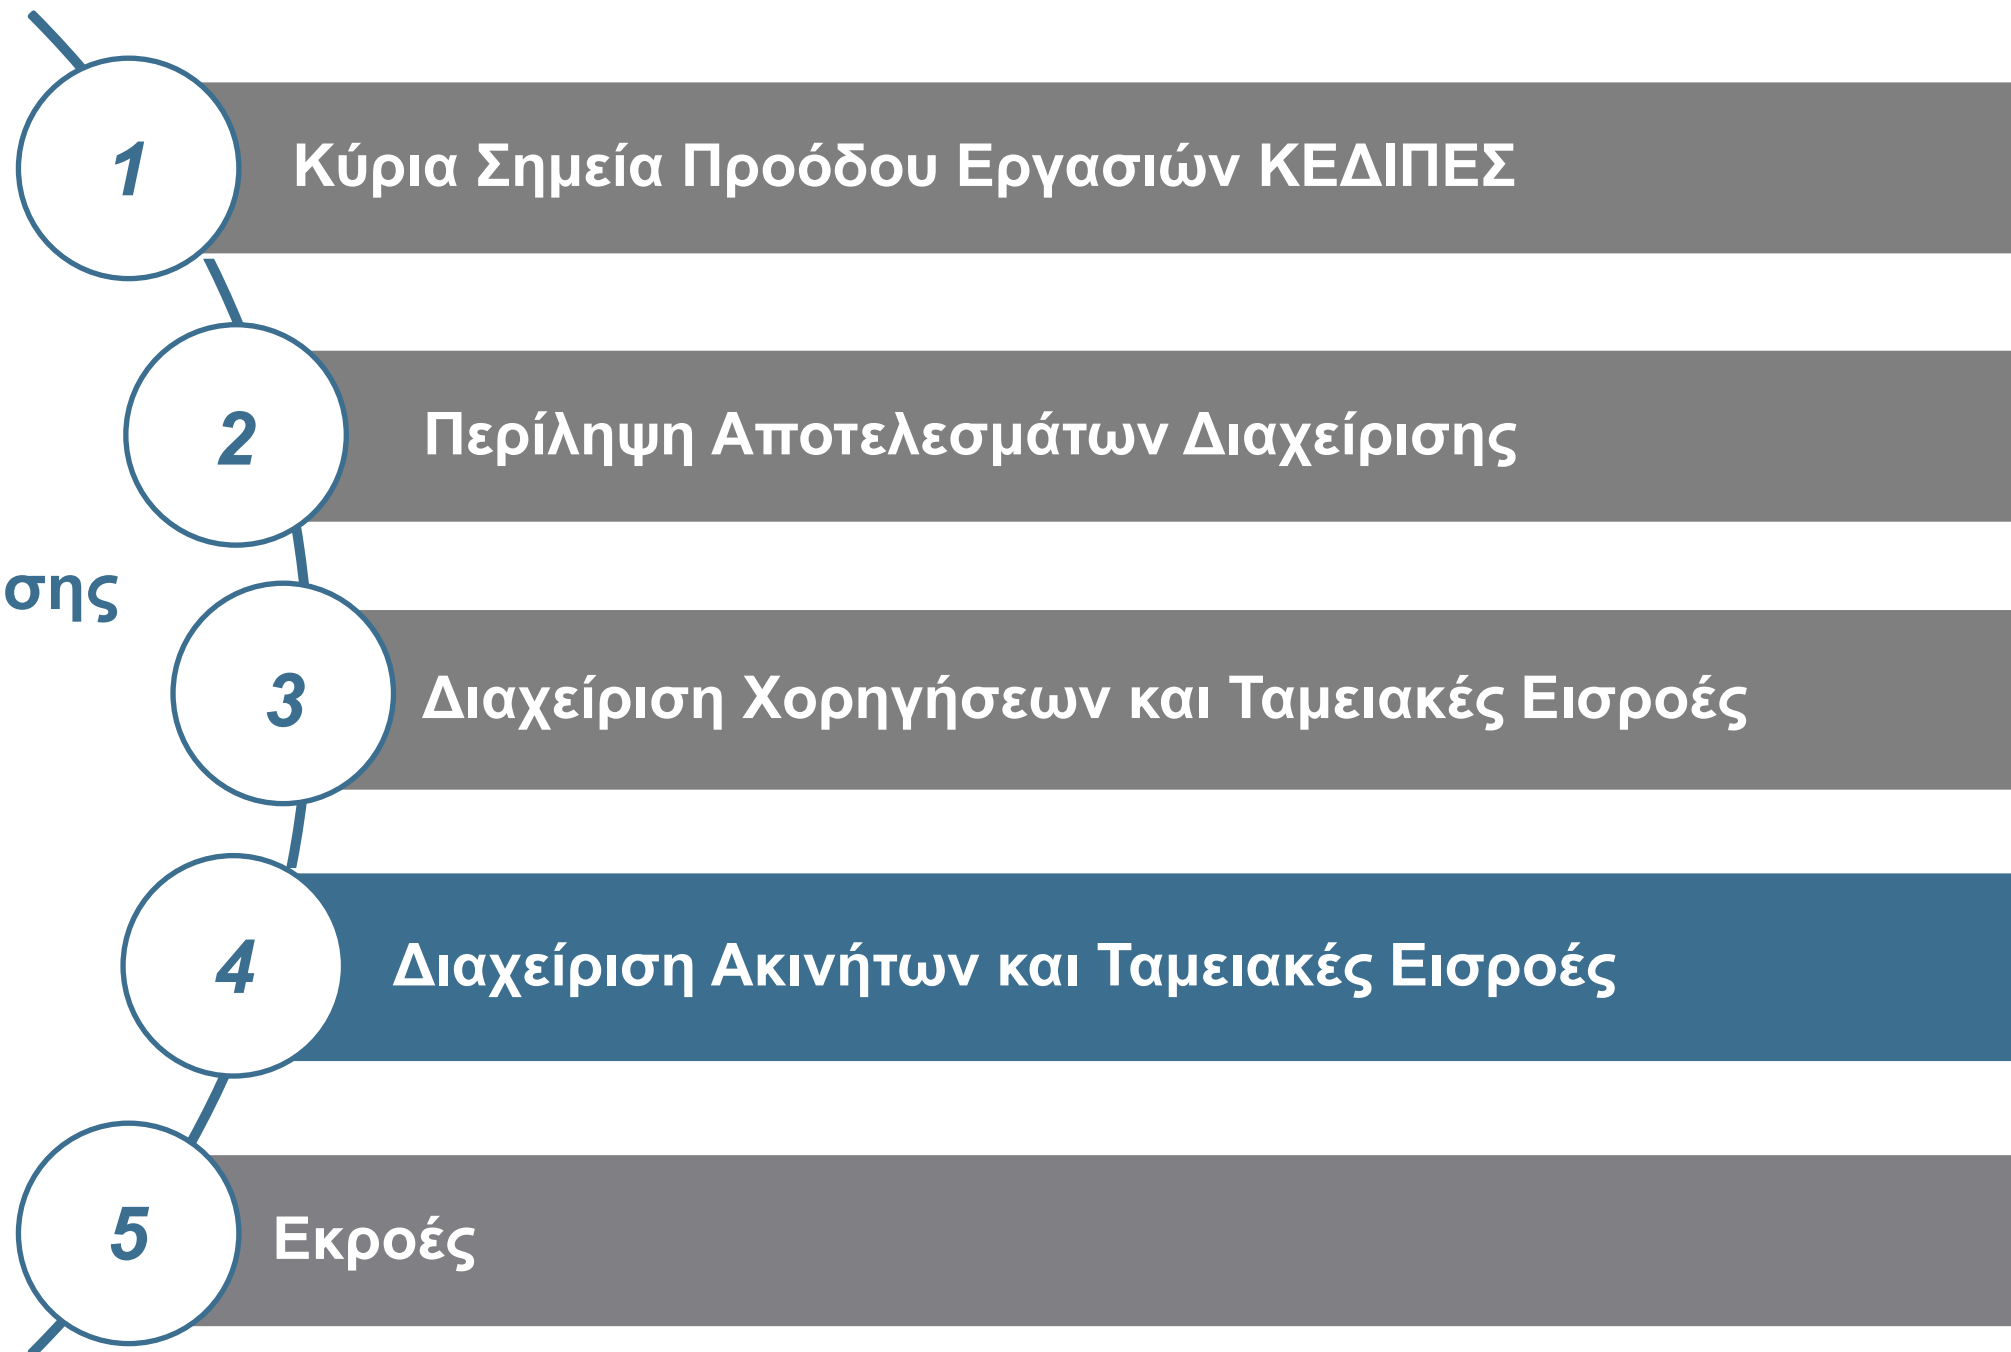 1
Κύρια Σημεία Προόδου Εργασιών ΚΕΔΙΠΕΣ
2
Περίληψη Αποτελεσμάτων Διαχείρισης
σης
3
Διαχείριση Χορηγήσεων και Ταμειακές Εισροές
4
Διαχείριση Ακινήτων και Ταμειακές Εισροές
5
Εκροές